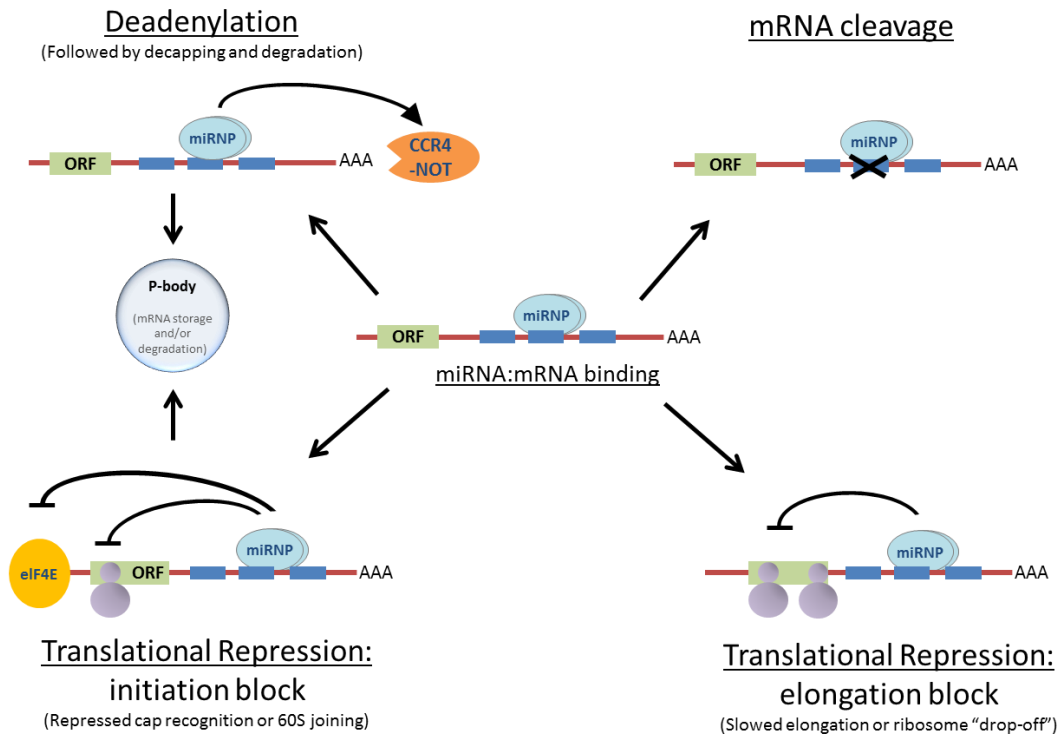 Deadenylation
(Followed by decapping and degradation)
miRNP
CCR4
-NOT
ORF
AAA
mRNA cleavage
miRNP
ORF
AAA
P-body
(mRNA storage
and/or
degradation)
miRNP
ORF
AAA
miRNA:mRNA binding
eIF4E
ORF
miRNP
AAA
Translational Repression:
initiation block
(Repressed cap recognition or 60S joining)
miRNP
AAA
Translational Repression:
elongation block
(Slowed elongation or ribosome “drop-off”)